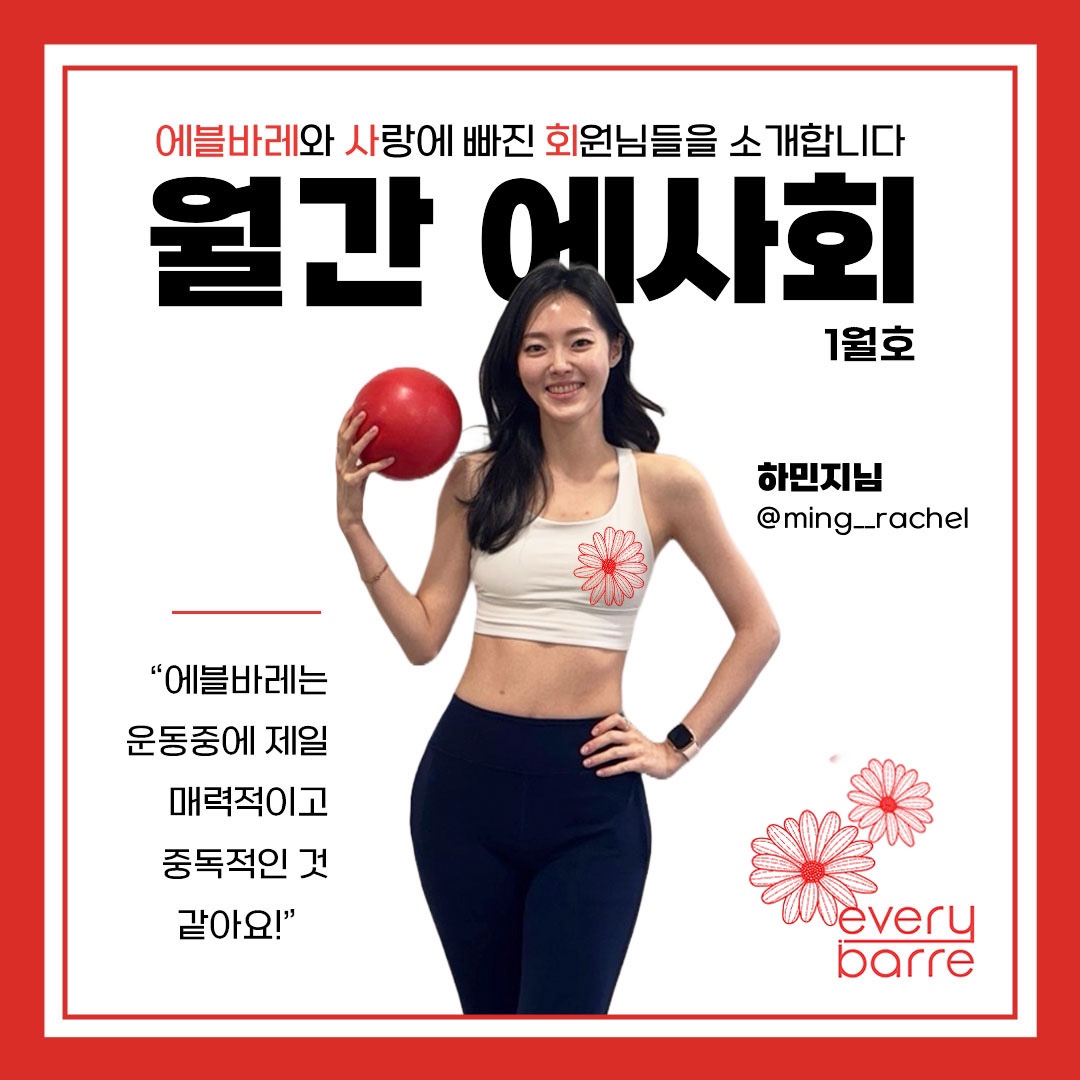 에블바레와 사랑에 빠진 회원님들을 소개합니다
월간 에사회
1월호
하민지님
@ming__rachel
“에블바레는
운동중에 제일
매력적이고
중독적인 것
같아요!”
every
barre